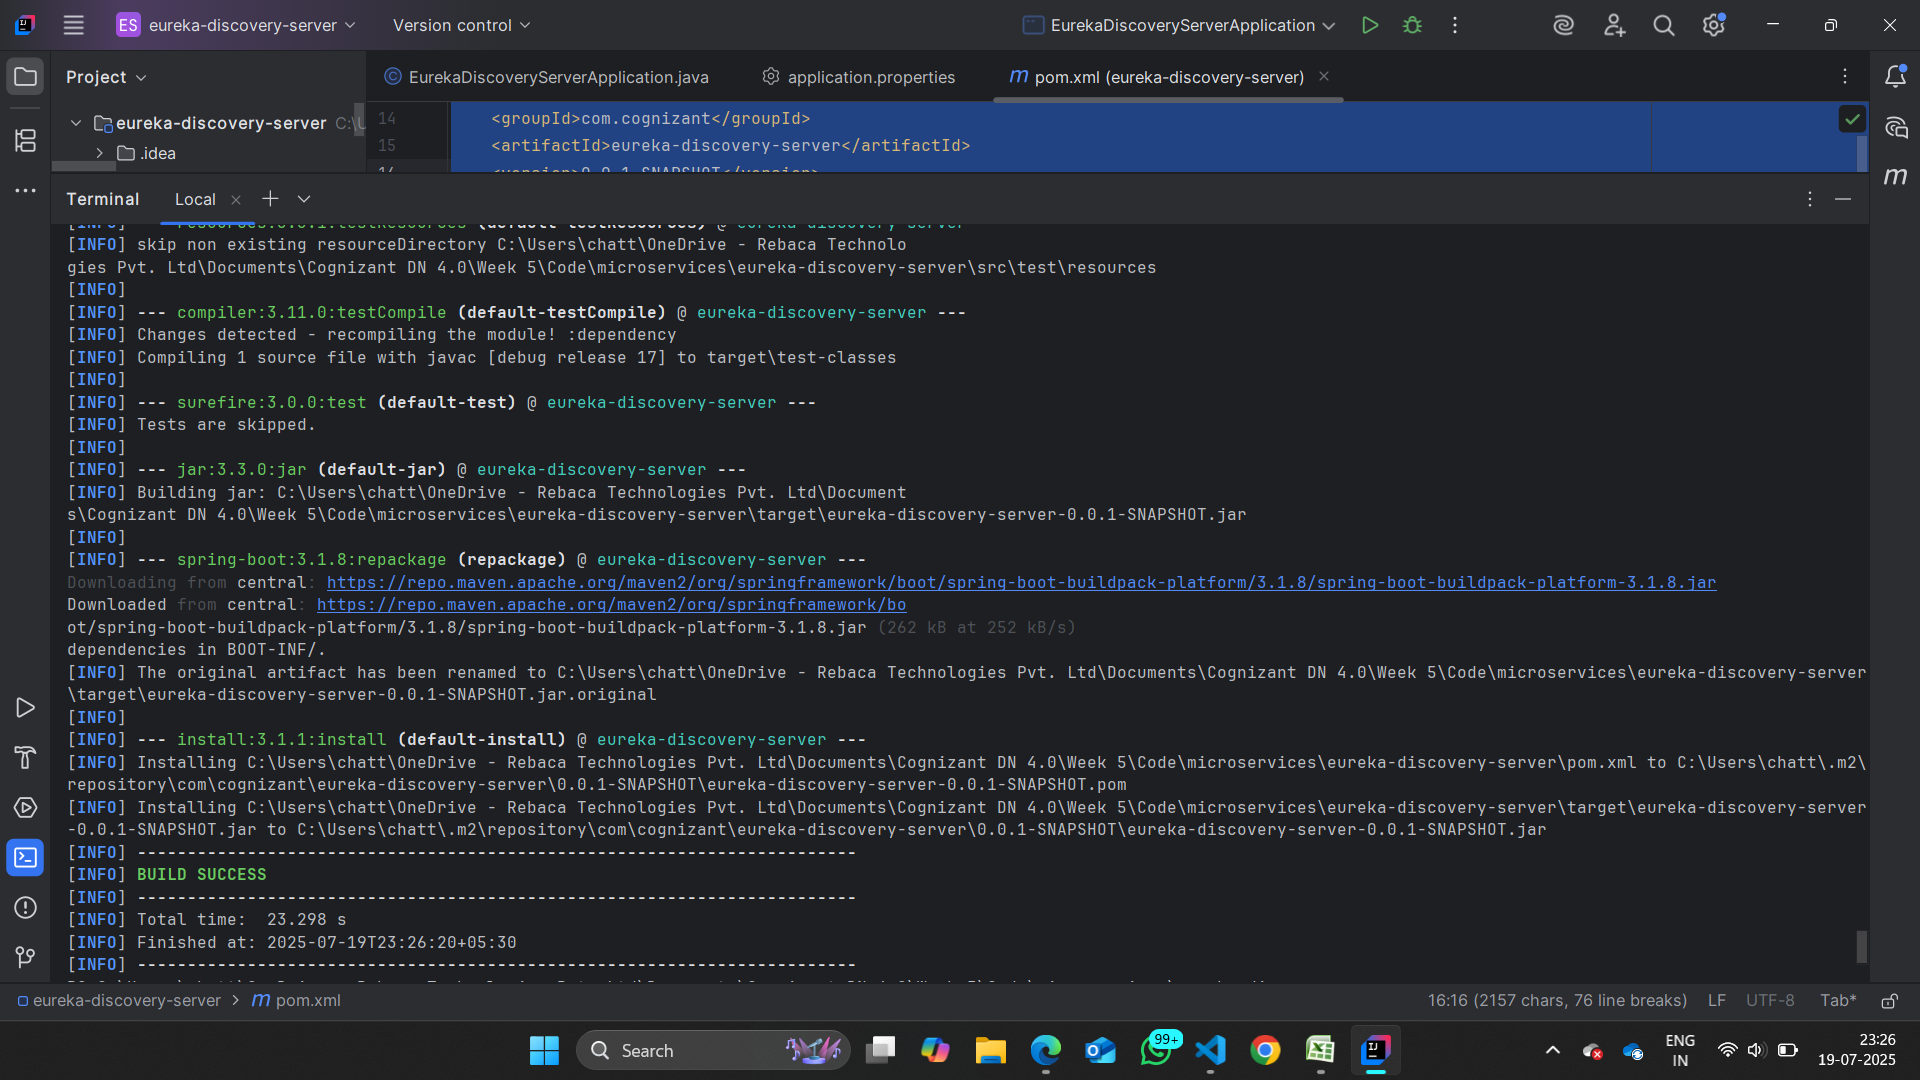 ES eureka-discovery-server Version control EurekaDiscoveryServerApplication
Project EurekaDiscoveryServerApplication.java application.properties m pom.xml (eureka-discovery-server)
eureka-discovery-server 14 <groupId>com.cognizant</groupId>
.idea 15 <artifactId>eureka-discovery-server</artifactId>
<version>0.0.1-SNAPSHOT</version>
Terminal Local
[INFO] skip non existing resourceDirectory C:\Users\chatt\OneDrive - Rebaca Technolo
gies Pvt. Ltd\Documents\Cognizant DN 4.0\Week 5\Code\microservices\eureka-discovery-server\src\test\resources
[INFO]
[INFO] --- compiler:3.11.0:testCompile (default-testCompile) @ eureka-discovery-server ---
[INFO] Changes detected - recompiling the module! :dependency
[INFO] Compiling 1 source file with javac [debug release 17] to target\test-classes
[INFO]
[INFO] --- surefire:3.0.0:test (default-test) @ eureka-discovery-server ---
[INFO] Tests are skipped.
[INFO]
[INFO] --- jar:3.3.0:jar (default-jar) @ eureka-discovery-server ---
[INFO] Building jar: C:\Users\chatt\OneDrive - Rebaca Technologies Pvt. Ltd\Document
s\Cognizant DN 4.0\Week 5\Code\microservices\eureka-discovery-server\target\eureka-discovery-server-0.0.1-SNAPSHOT.jar
[INFO]
[INFO] --- spring-boot:3.1.8:repackage (repackage) @ eureka-discovery-server ---
Downloading from central: https://repo.maven.apache.org/maven2/org/springframework/boot/spring-boot-buildpack-platform/3.1.8/spring-boot-buildpack-platform-3.1.8.jar
Downloaded from central: https://repo.maven.apache.org/maven2/org/springframework/bo
ot/spring-boot-buildpack-platform/3.1.8/spring-boot-buildpack-platform-3.1.8.jar (262 kB at 252 kB/s)
dependencies in BOOT-INF/.
[INFO] The original artifact has been renamed to C:\Users\chatt\OneDrive - Rebaca Technologies Pvt. Ltd\Documents\Cognizant DN 4.0\Week 5\Code\microservices\eureka-discovery-server
\target\eureka-discovery-server-0.0.1-SNAPSHOT.jar.original
[INFO]
[INFO] --- install:3.1.1:install (default-install) @ eureka-discovery-server ---
[INFO] Installing C:\Users\chatt\OneDrive - Rebaca Technologies Pvt. Ltd\Documents\Cognizant DN 4.0\Week 5\Code\microservices\eureka-discovery-server\pom.xml to C:\Users\chatt\.m2\
repository\com\cognizant\eureka-discovery-server\0.0.1-SNAPSHOT\eureka-discovery-server-0.0.1-SNAPSHOT.pom
[INFO] Installing C:\Users\chatt\OneDrive - Rebaca Technologies Pvt. Ltd\Documents\Cognizant DN 4.0\Week 5\Code\microservices\eureka-discovery-server\target\eureka-discovery-server
-0.0.1-SNAPSHOT.jar to C:\Users\chatt\.m2\repository\com\cognizant\eureka-discovery-server\0.0.1-SNAPSHOT\eureka-discovery-server-0.0.1-SNAPSHOT.jar
[INFO] ------------------------------------------------------------------------
[INFO] BUILD SUCCESS
[INFO] ------------------------------------------------------------------------
[INFO] Total time:  23.298 s
[INFO] Finished at: 2025-07-19T23:26:20+05:30
[INFO] ------------------------------------------------------------------------
eureka-discovery-server > m pom.xml 16:16 (2157 chars, 76 line breaks) LF UTF-8 Tab*
Search 99+ ENG 23:26
IN 19-07-2025